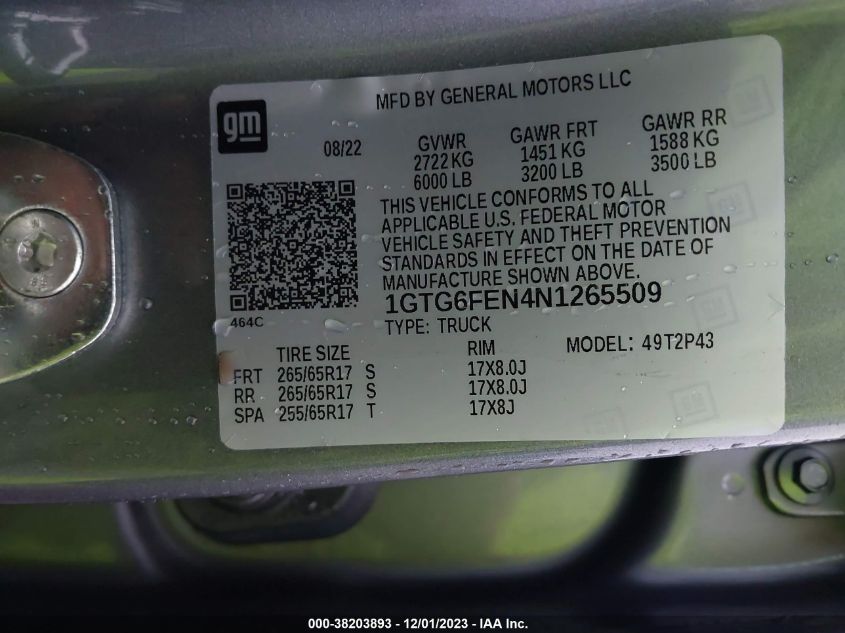 MFD BY GENERAL MOTORS LLC
gm
08/22
GVWR
2722 KG
6000 LB
GAWR FRT
1451 KG
3200 LB
GAWR RR
1588 KG
3500 LB
THIS VEHICLE CONFORMS TO ALL
APPLICABLE U.S. FEDERAL MOTOR
VEHICLE SAFETY AND THEFT PREVENTION
STANDARDS IN EFFECT ON THE DATE OF
MANUFACTURE SHOWN ABOVE.
464C
1GTG6FEN4N1265509
TYPE: TRUCK
MODEL: 49T2P43
TIRE SIZE RIM
FRT 265/65R17 S 17X8.0J
RR 265/65R17 S 17X8.0J
SPA 255/65R17 T 17X8J
000-38203893 - 12/01/2023 - IAA Inc.